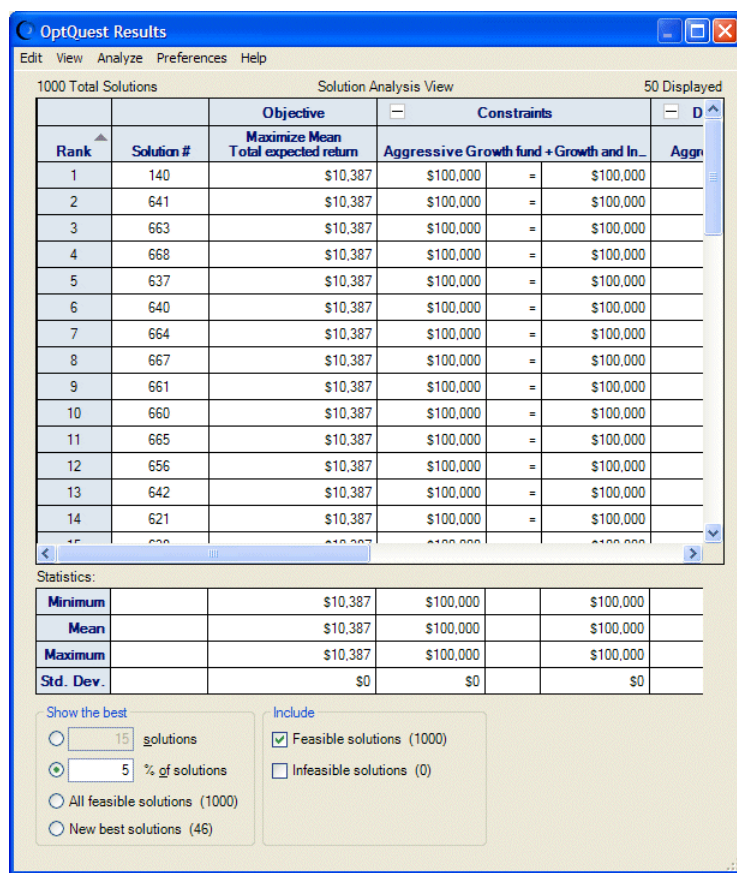 OptQuest Results
Edit View Analyze Preferences Help
1000 Total Solutions Solution Analysis View 50 Displayed
Objective Constraints D
Rank Solution # Maximize Mean Total expected return Aggressive Growth fund + Growth and In... Aggr
1 140 $10,387 $100,000 = $100,000
2 641 $10,387 $100,000 = $100,000
3 663 $10,387 $100,000 = $100,000
4 668 $10,387 $100,000 = $100,000
5 637 $10,387 $100,000 = $100,000
6 640 $10,387 $100,000 = $100,000
7 664 $10,387 $100,000 = $100,000
8 667 $10,387 $100,000 = $100,000
9 661 $10,387 $100,000 = $100,000
10 660 $10,387 $100,000 = $100,000
11 665 $10,387 $100,000 = $100,000
12 656 $10,387 $100,000 = $100,000
13 642 $10,387 $100,000 = $100,000
14 621 $10,387 $100,000 = $100,000
Statistics:
Minimum $10,387 $100,000 $100,000
Mean $10,387 $100,000 $100,000
Maximum $10,387 $100,000 $100,000
Std. Dev. $0 $0 $0
Show the best
15 solutions
5 % of solutions
All feasible solutions (1000)
New best solutions (46)
Include
Feasible solutions (1000)
Infeasible solutions (0)